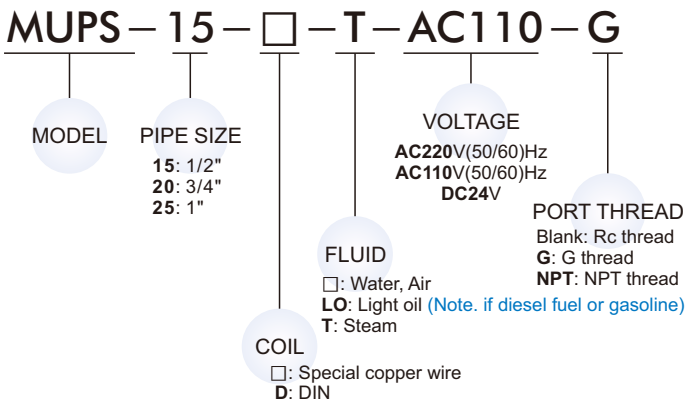 MUPS－15－□－T－AC110－G
MODEL
PIPE SIZE
15: 1/2"
20: 3/4"
25: 1"
COIL
□: Special copper wire
D: DIN
FLUID
□: Water, Air
LO: Light oil (Note. if diesel fuel or gasoline)
T: Steam
VOLTAGE
AC220V(50/60)Hz
AC110V(50/60)Hz
DC24V
PORT THREAD
Blank: Rc thread
G: G thread
NPT: NPT thread